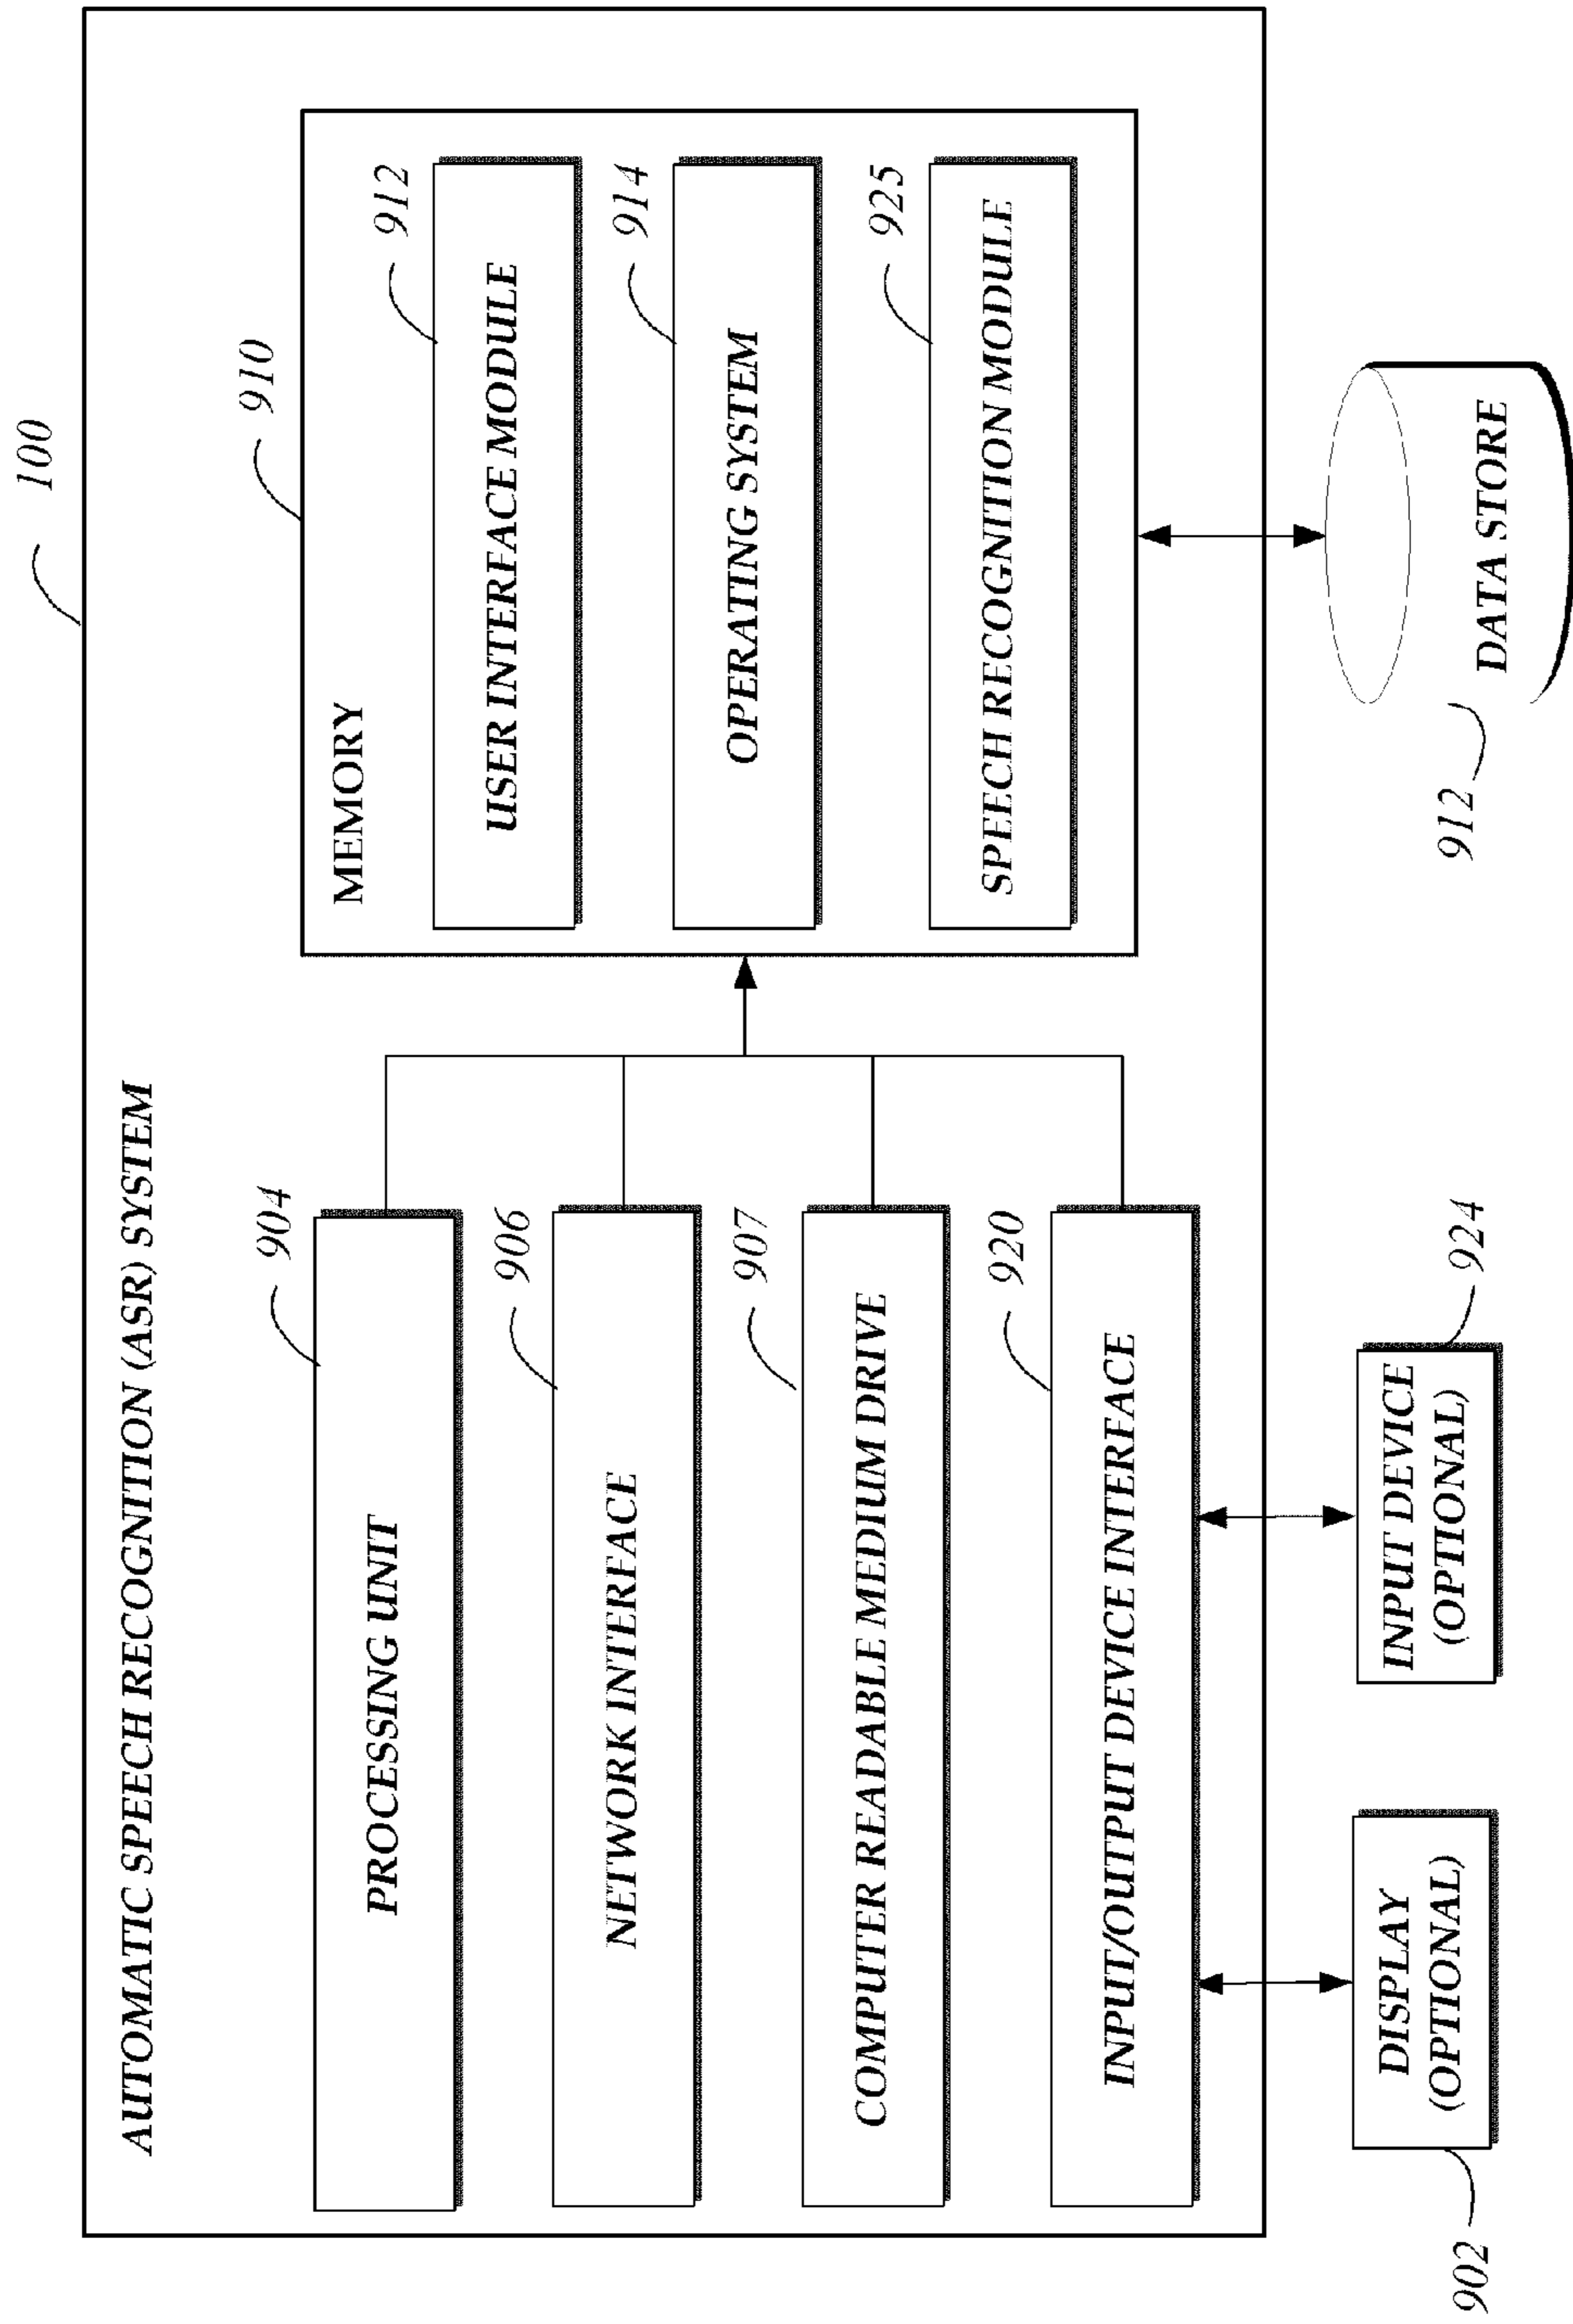 100
AUTOMATIC SPEECH RECOGNITION (ASR) SYSTEM
904
PROCESSING UNIT
906
NETWORK INTERFACE
907
COMPUTER READABLE MEDIUM DRIVE
920
INPUT/OUTPUT DEVICE INTERFACE
910
MEMORY
912
USER INTERFACE MODULE
914
OPERATING SYSTEM
925
SPEECH RECOGNITION MODULE
902
DISPLAY
(OPTIONAL)
924
INPUT DEVICE
(OPTIONAL)
912
DATA STORE